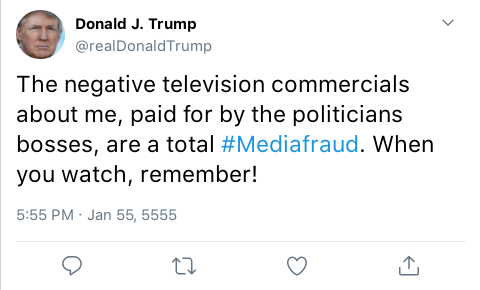 Donald J. Trump
@realDonaldTrump
The negative television commercials
about me, paid for by the politicians
bosses, are a total #Mediafraud. When
you watch, remember!
5:55 PM · Jan 55, 5555